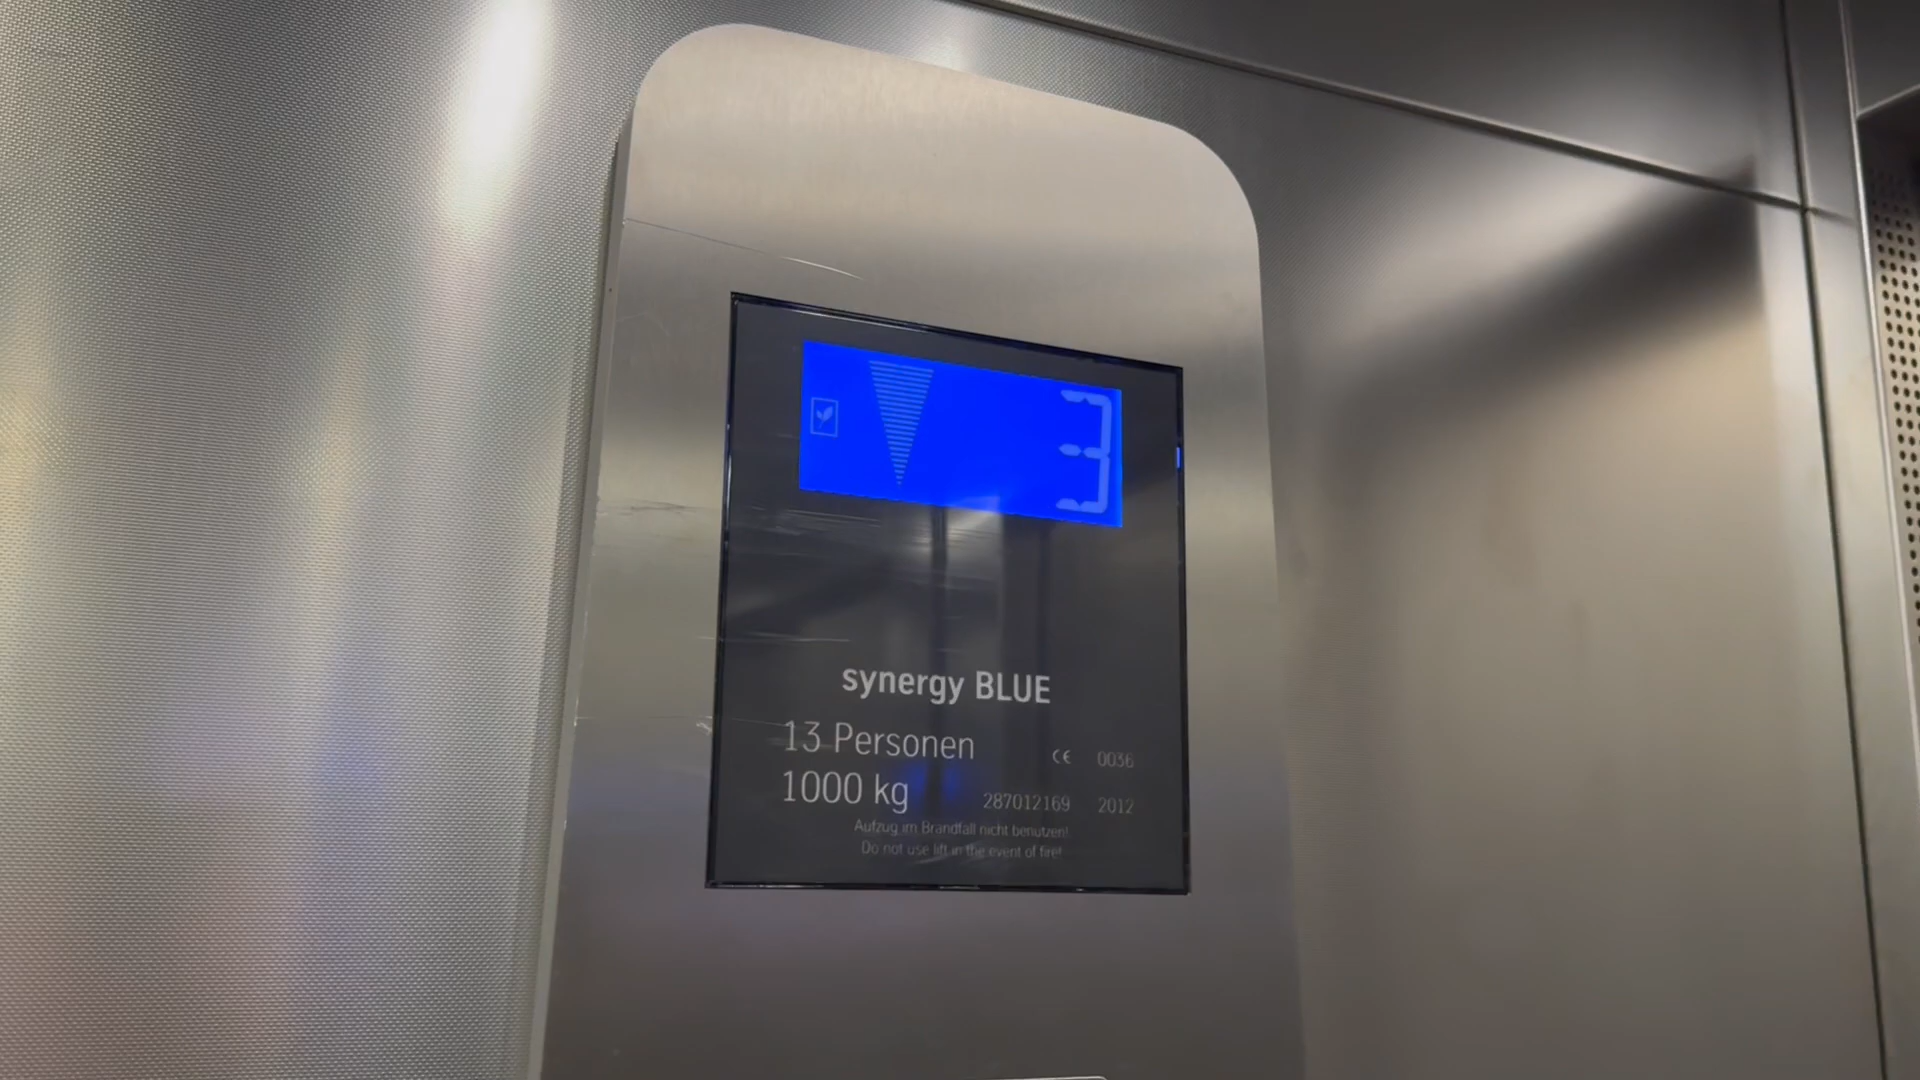 3
synergy BLUE
13 Personen
1000 kg
CE 0036
287012169 2012
Aufzug im Brandfall nicht benutzen!
Do not use lift in the event of fire!